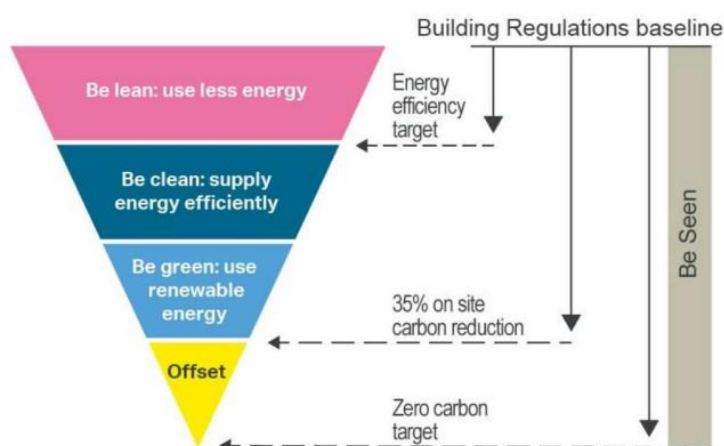 Building Regulations baseline
Be lean: use less energy
Energy
efficiency
target
Be clean: supply
energy efficiently
Be green: use
renewable
energy
35% on site
carbon reduction
Offset
Zero carbon
target
Be Seen